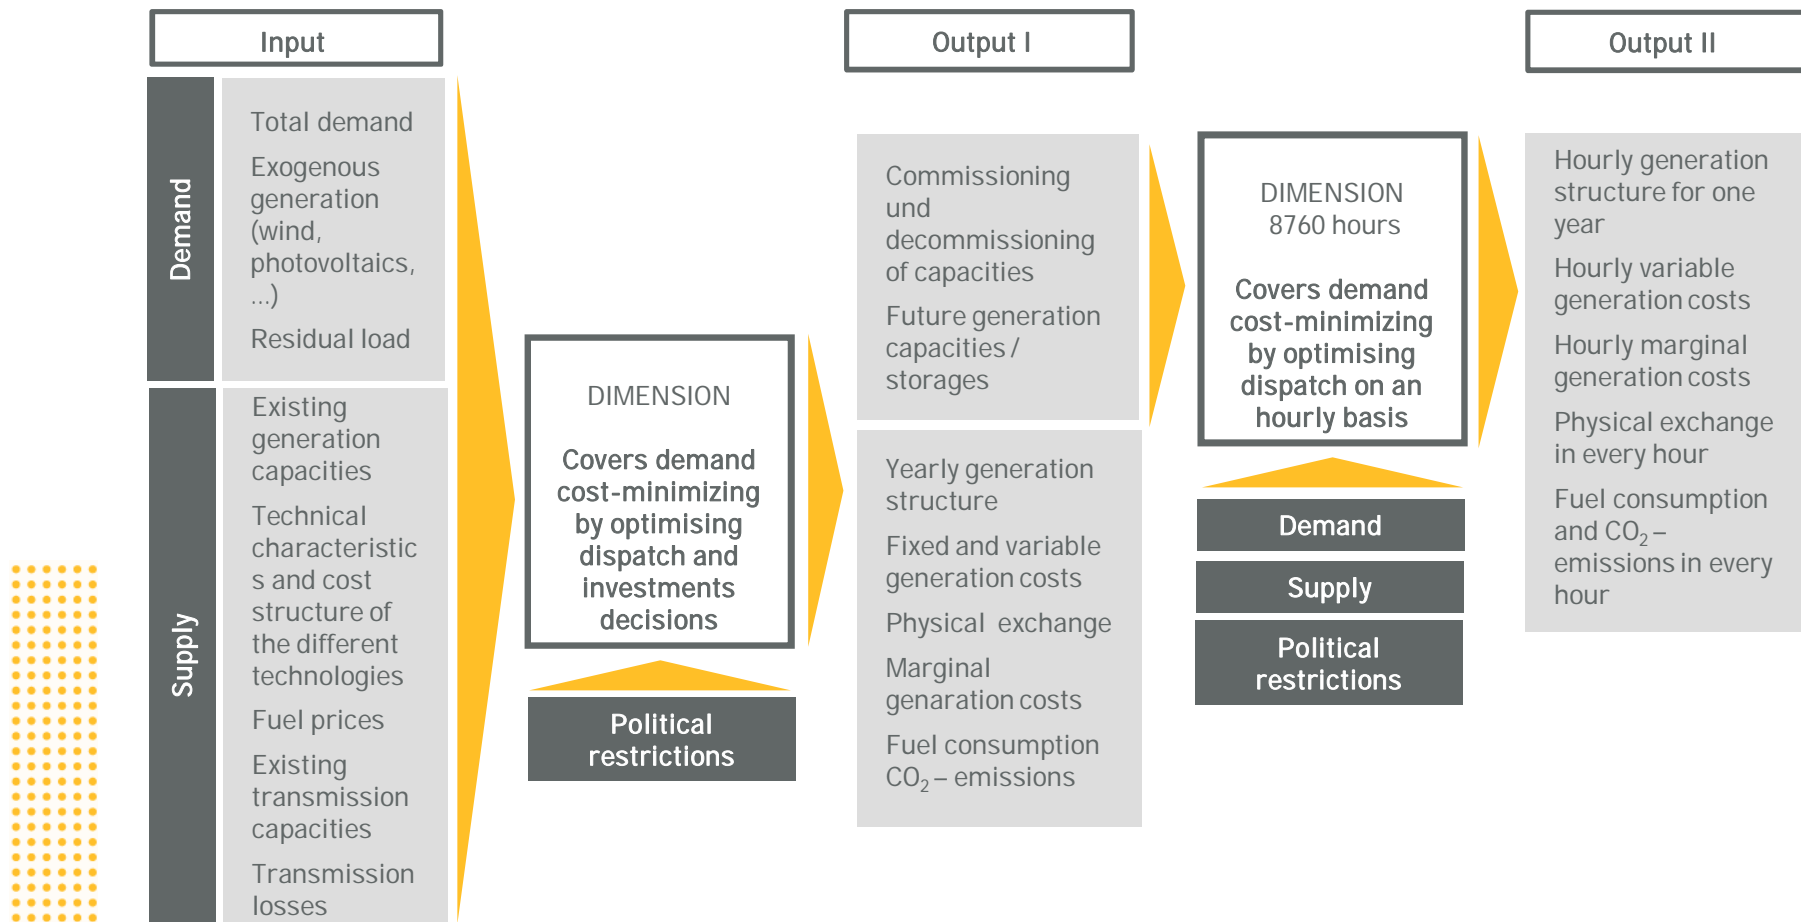 Input
Demand
Total demand
Exogenous
generation
(wind,
photovoltaics,
...)
Residual load
Supply
Existing
generation
capacities
Technical
characteristic
s and cost
structure of
the different
technologies
Fuel prices
Existing
transmission
capacities
Transmission
losses
DIMENSION
Covers demand
cost-minimizing
by optimising
dispatch and
investments
decisions
Political
restrictions
Output I
Commissioning
und
decommissioning
of capacities
Future generation
capacities /
storages
Yearly generation
structure
Fixed and variable
generation costs
Physical exchange
Marginal
genaration costs
Fuel consumption
CO₂ – emissions
DIMENSION
8760 hours
Covers demand
cost-minimizing
by optimising
dispatch on an
hourly basis
Demand
Supply
Political
restrictions
Output II
Hourly generation
structure for one
year
Hourly variable
generation costs
Hourly marginal
generation costs
Physical exchange
in every hour
Fuel consumption
and CO₂ –
emissions in every
hour